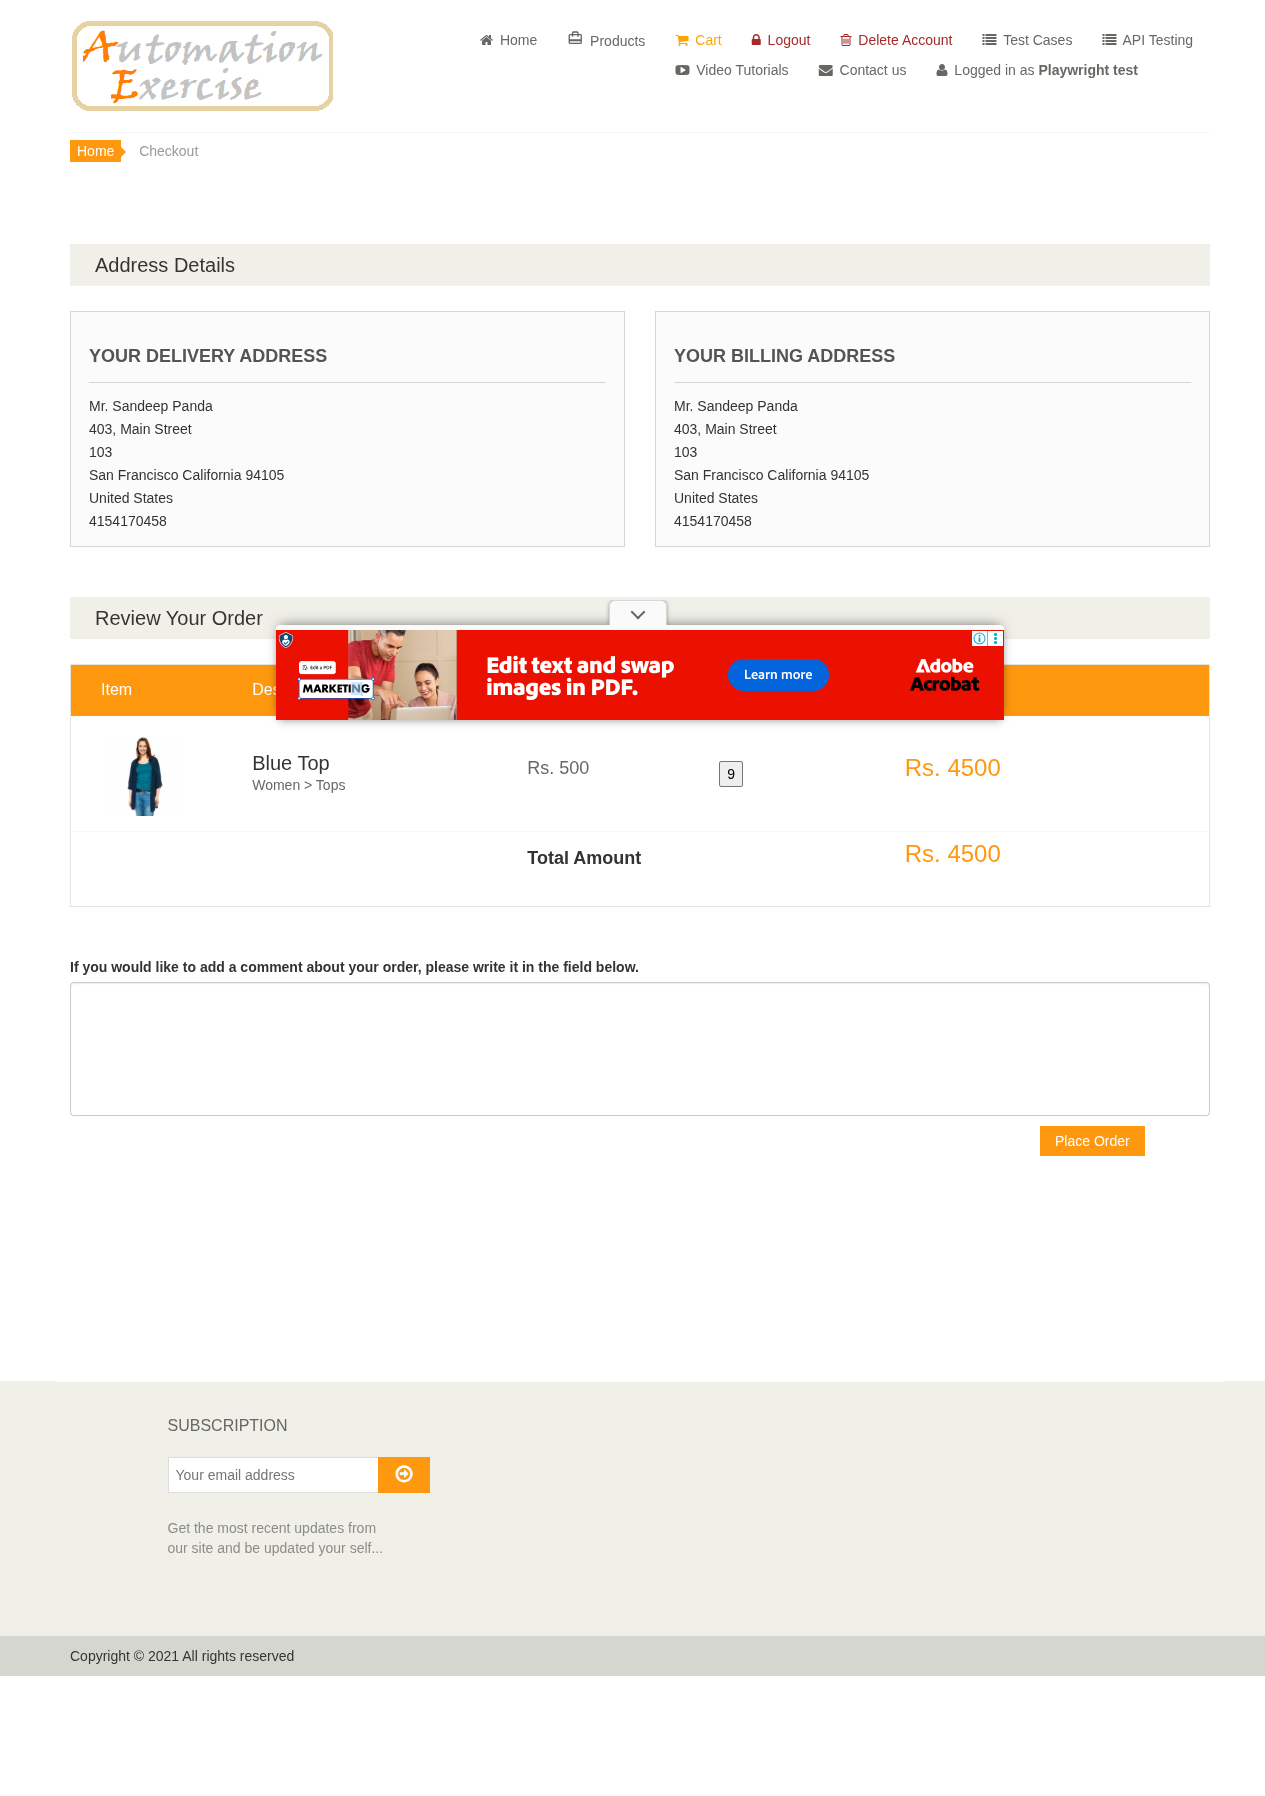 Automation
Exercise
Home
Products
Cart
Logout
Delete Account
Test Cases
API Testing
Video Tutorials
Contact us
Logged in as Playwright test
Home
Checkout
Address Details
YOUR DELIVERY ADDRESS
Mr. Sandeep Panda
403, Main Street
103
San Francisco California 94105
United States
4154170458
YOUR BILLING ADDRESS
Mr. Sandeep Panda
403, Main Street
103
San Francisco California 94105
United States
4154170458
Review Your Order
Edit a PDF
MARKETING
Edit text and swap
images in PDF.
Learn more
Adobe
Acrobat
Item
Blue Top
Women > Tops
Rs. 500
9
Rs. 4500
Total Amount
Rs. 4500
If you would like to add a comment about your order, please write it in the field below.
Place Order
SUBSCRIPTION
Your email address
Get the most recent updates from
our site and be updated your self...
Copyright © 2021 All rights reserved